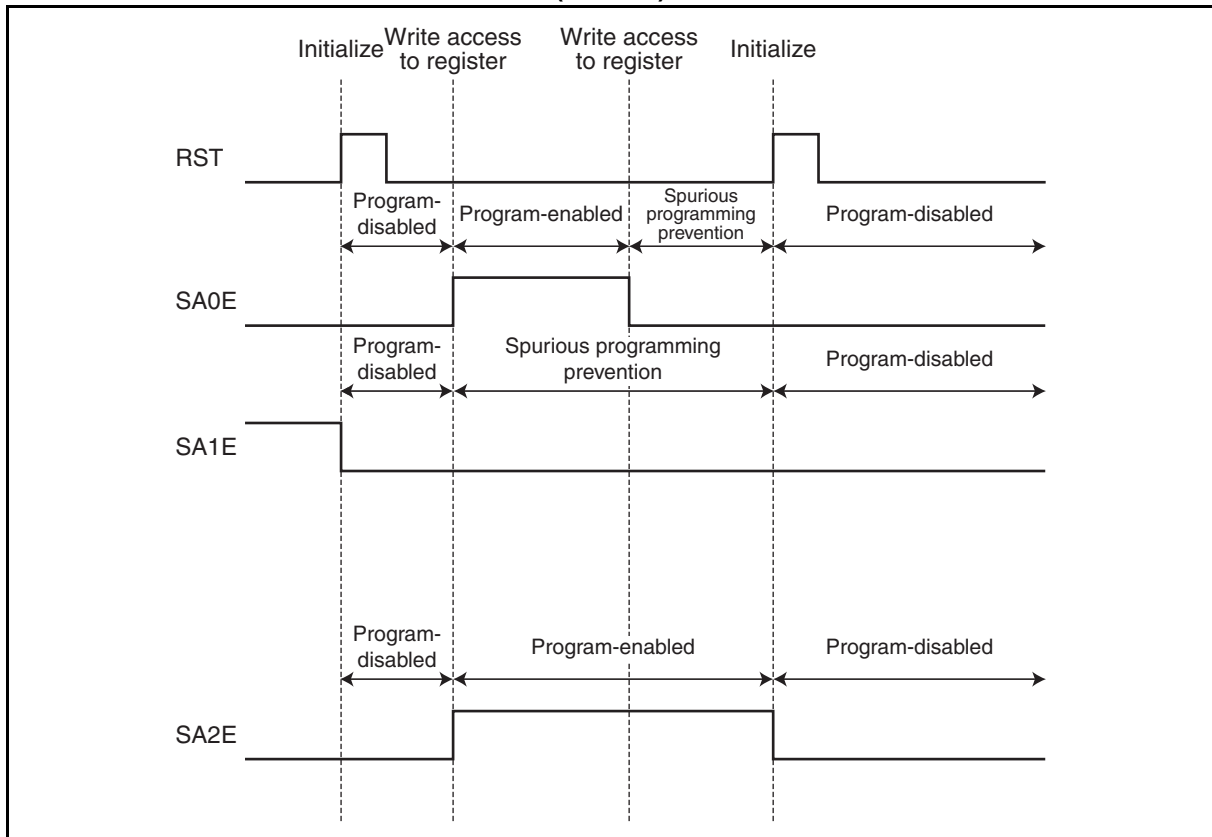 Initialize
Write access
to register
Write access
to register
Initialize
RST
Program-
disabled
Program-enabled
Spurious
programming
prevention
Program-disabled
SA0E
Program-
disabled
Spurious programming
prevention
Program-disabled
SA1E
Program-
disabled
Program-enabled
Program-disabled
SA2E